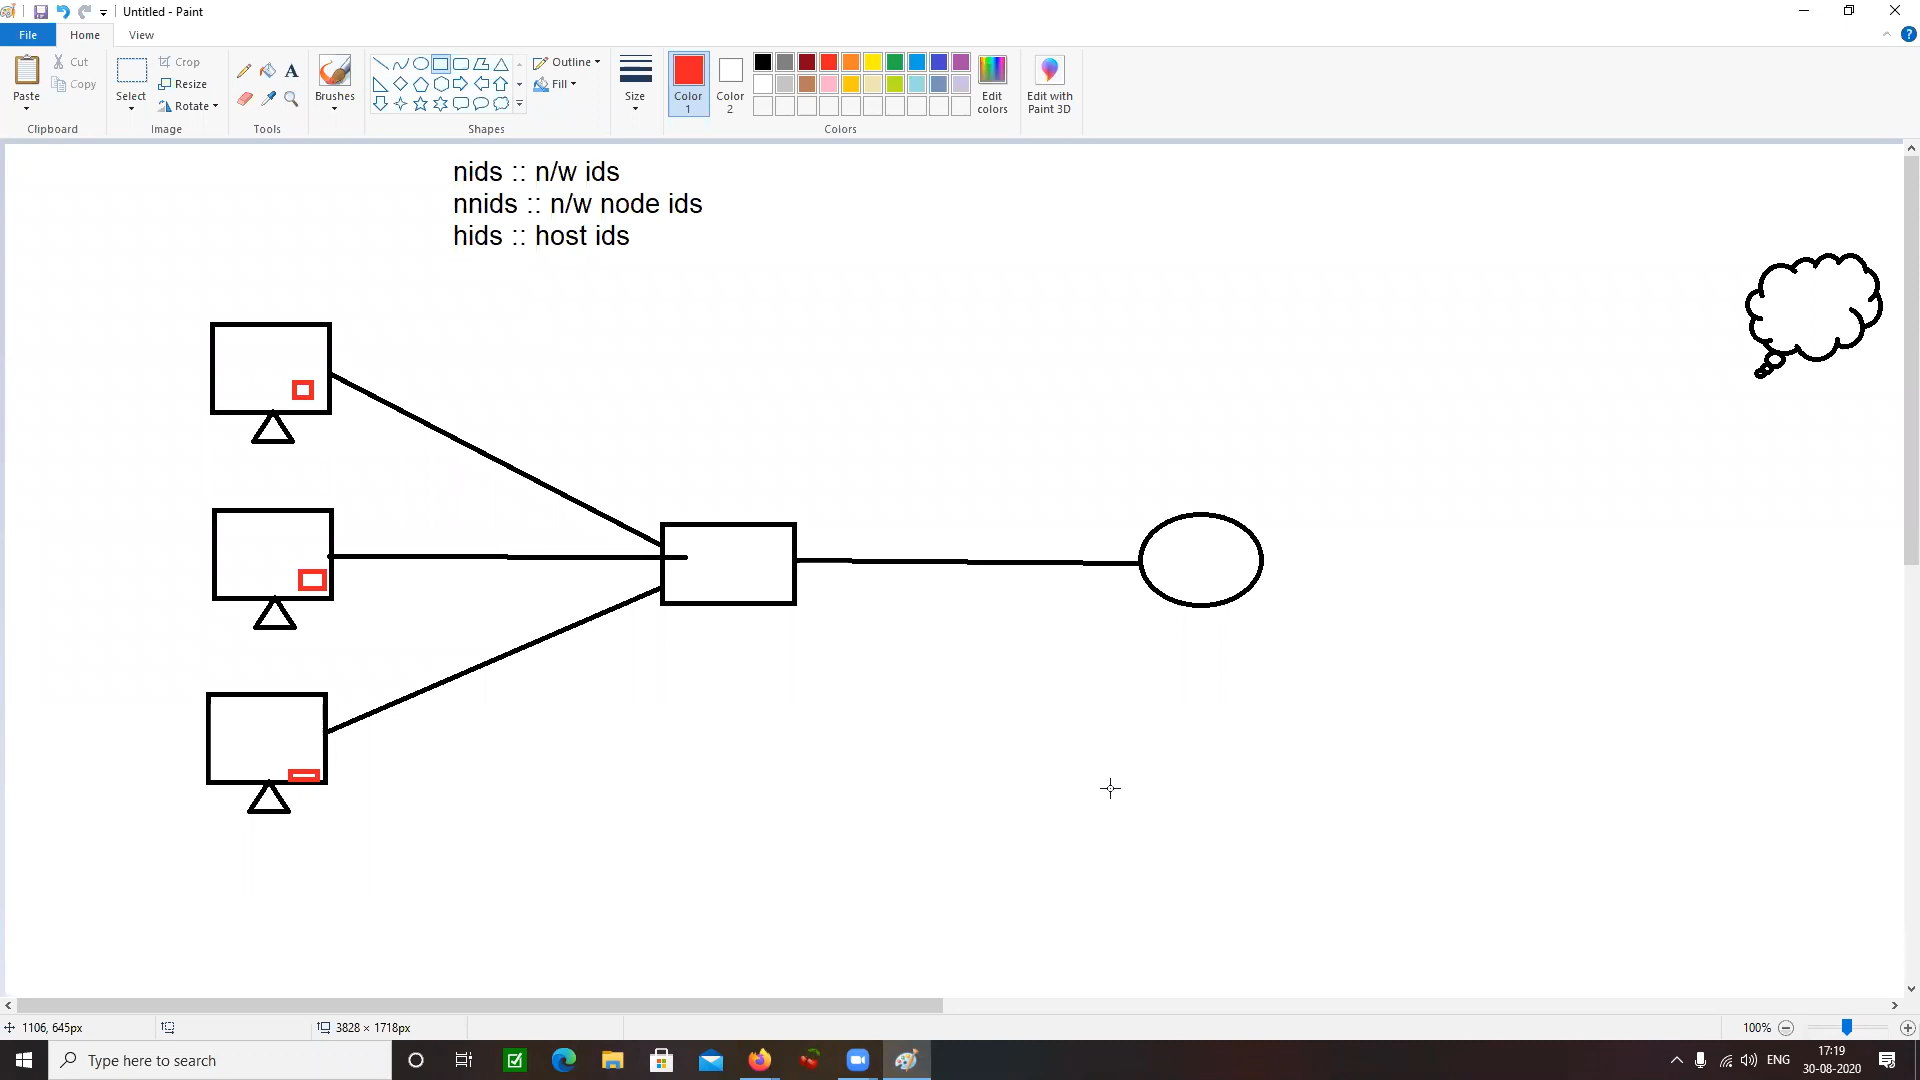 Untitled - Paint
File
Home
View
Paste
Cut
Copy
Clipboard
Select
Crop
Resize
Rotate
Image
Tools
Brushes
Outline
Fill
Shapes
Size
Color 1
Color 2
Edit colors
Colors
Edit with Paint 3D
nids :: n/w ids
nnids :: n/w node ids
hids :: host ids
1106, 645px
3828 × 1718px
100%
Type here to search
ENG
17:19
30-08-2020